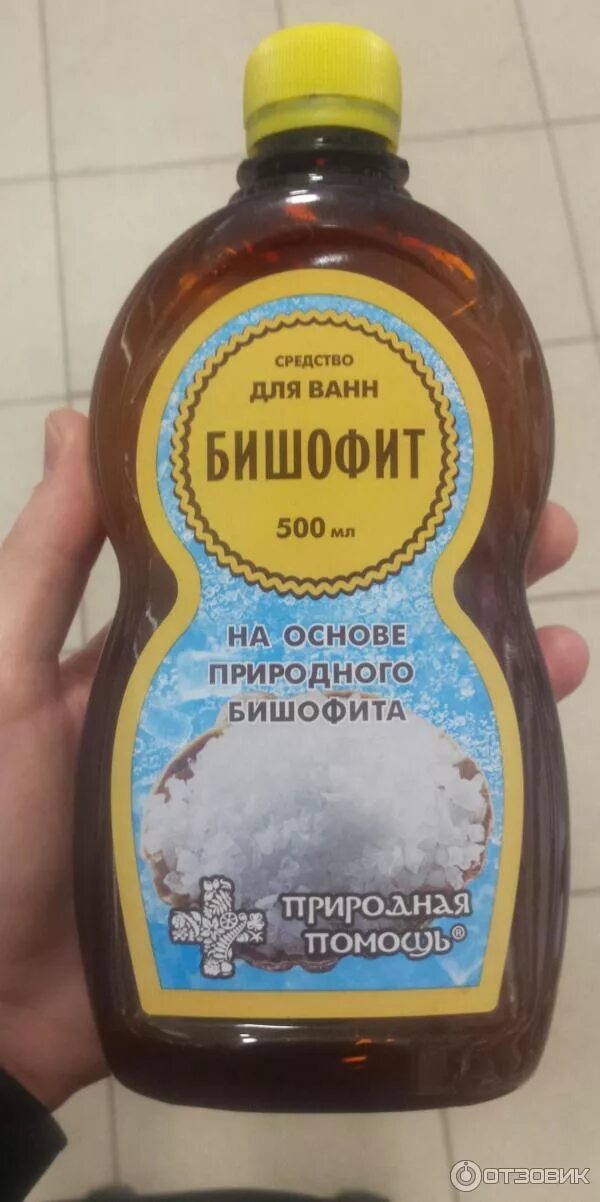 СРЕДСТВО
ДЛЯ ВАНН
БИШОФИТ
500 мл
НА ОСНОВЕ
ПРИРОДНОГО
БИШОФИТА
ПРИРОДНАЯ
ПОМОЩЬ®
ОТЗОВИК